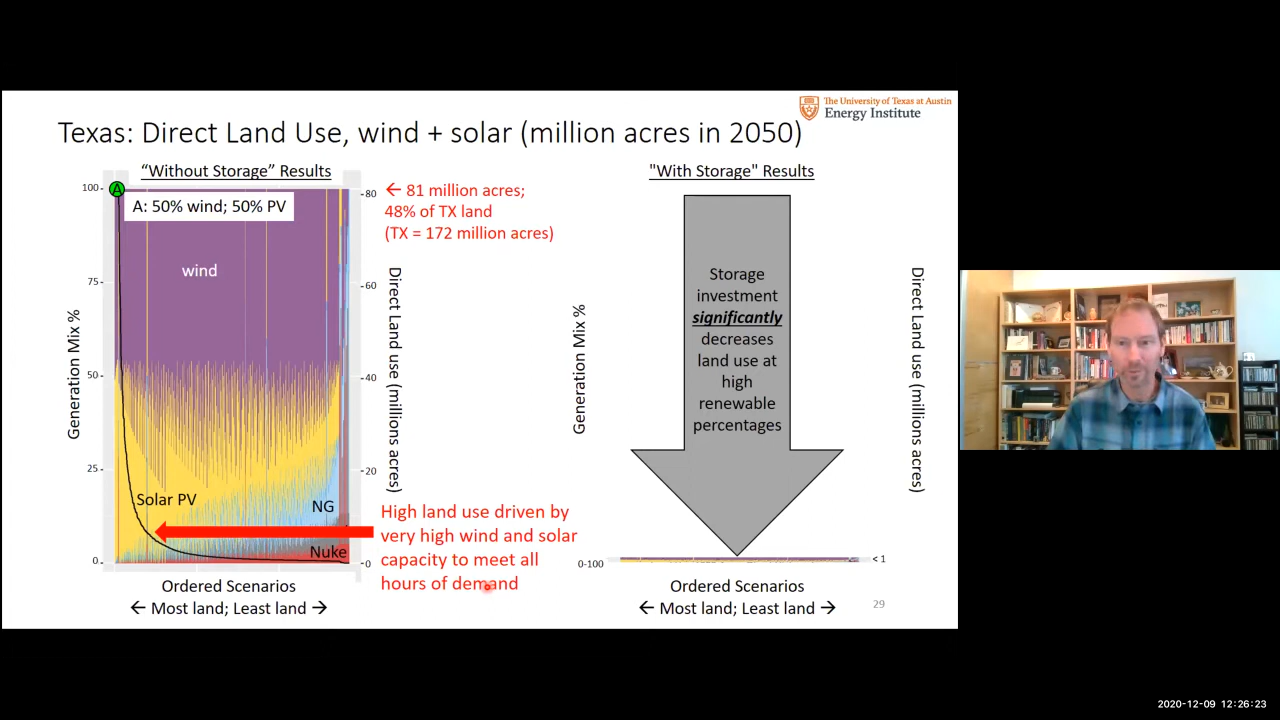 The University of Texas at Austin
Energy Institute
Texas: Direct Land Use, wind + solar (million acres in 2050)
“Without Storage” Results
100
75
50
25
0
Generation Mix %
A
A: 50% wind; 50% PV
wind
Solar PV
NG
Nuke
80
60
40
20
0
Direct Land use (millions acres)
← 81 million acres;
48% of TX land
(TX = 172 million acres)
High land use driven by
very high wind and solar
capacity to meet all
hours of demand
Ordered Scenarios
← Most land; Least land →
"With Storage" Results
Generation Mix %
Storage
investment
significantly
decreases
land use at
high
renewable
percentages
Direct Land use (millions acres)
0-100
< 1
Ordered Scenarios
← Most land; Least land →
29
2020-12-09 12:26:23